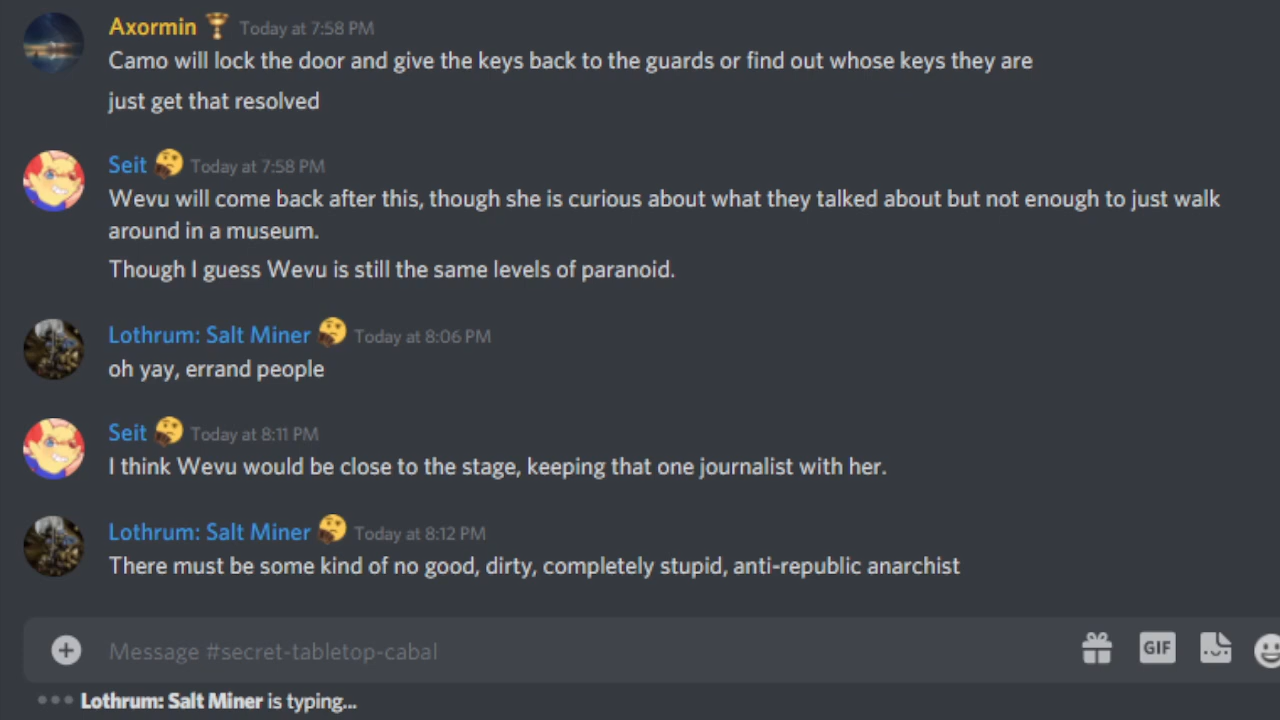 Axormin Today at 7:58 PM
Camo will lock the door and give the keys back to the guards or find out whose keys they are
just get that resolved
Seit Today at 7:58 PM
Wevu will come back after this, though she is curious about what they talked about but not enough to just walk
around in a museum.
Though I guess Wevu is still the same levels of paranoid.
Lothrum: Salt Miner Today at 8:06 PM
oh yay, errand people
Seit Today at 8:11 PM
I think Wevu would be close to the stage, keeping that one journalist with her.
Lothrum: Salt Miner Today at 8:12 PM
There must be some kind of no good, dirty, completely stupid, anti-republic anarchist
Message #secret-tabletop-cabal GIF
Lothrum: Salt Miner is typing...